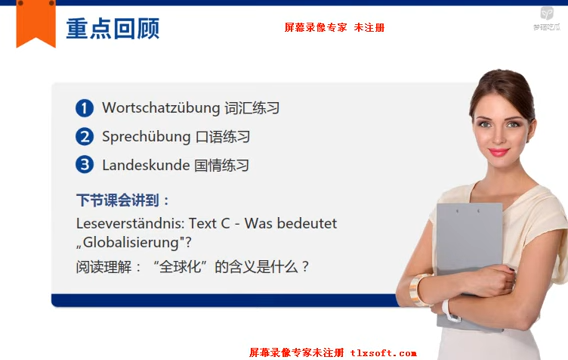 重点回顾
屏幕录像专家 未注册
1 Wortschatzübung 词汇练习
2 Sprechübung 口语练习
3 Landeskunde 国情练习
下节课会讲到：
Leseverständnis: Text C - Was bedeutet
„Globalisierung"?
阅读理解：“全球化”的含义是什么？
屏幕录像专家未注册 tlxsoft.com